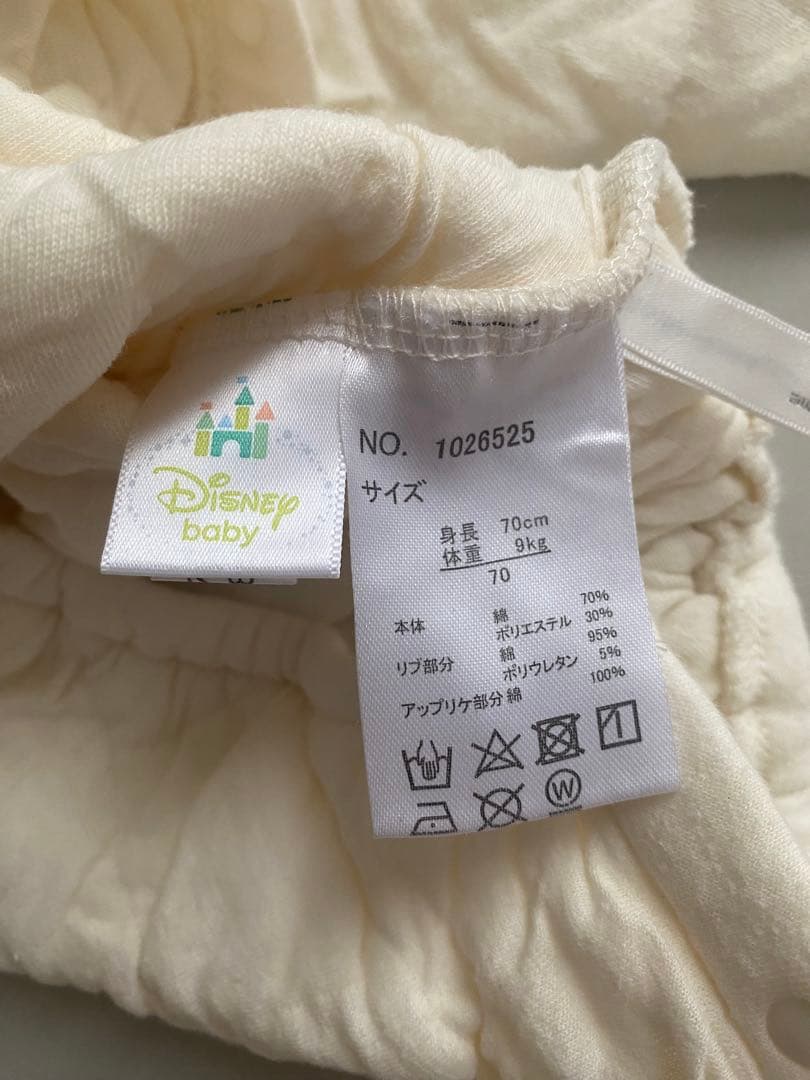 Disney
baby
NO. 1026525
サイズ
身長 70cm
体重 9kg
70
本体 綿 70%
ポリエステル 30%
リブ部分 綿 95%
ポリウレタン 5%
アップリケ部分 綿 100%
W